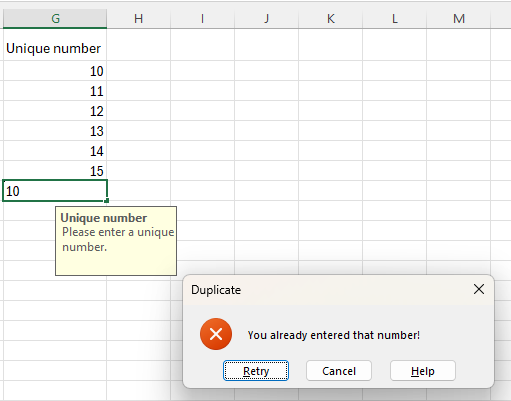 G H I J K L M
Unique number
10
11
12
13
14
15
10
Unique number
Please enter a unique
number.
Duplicate
You already entered that number!
Retry Cancel Help